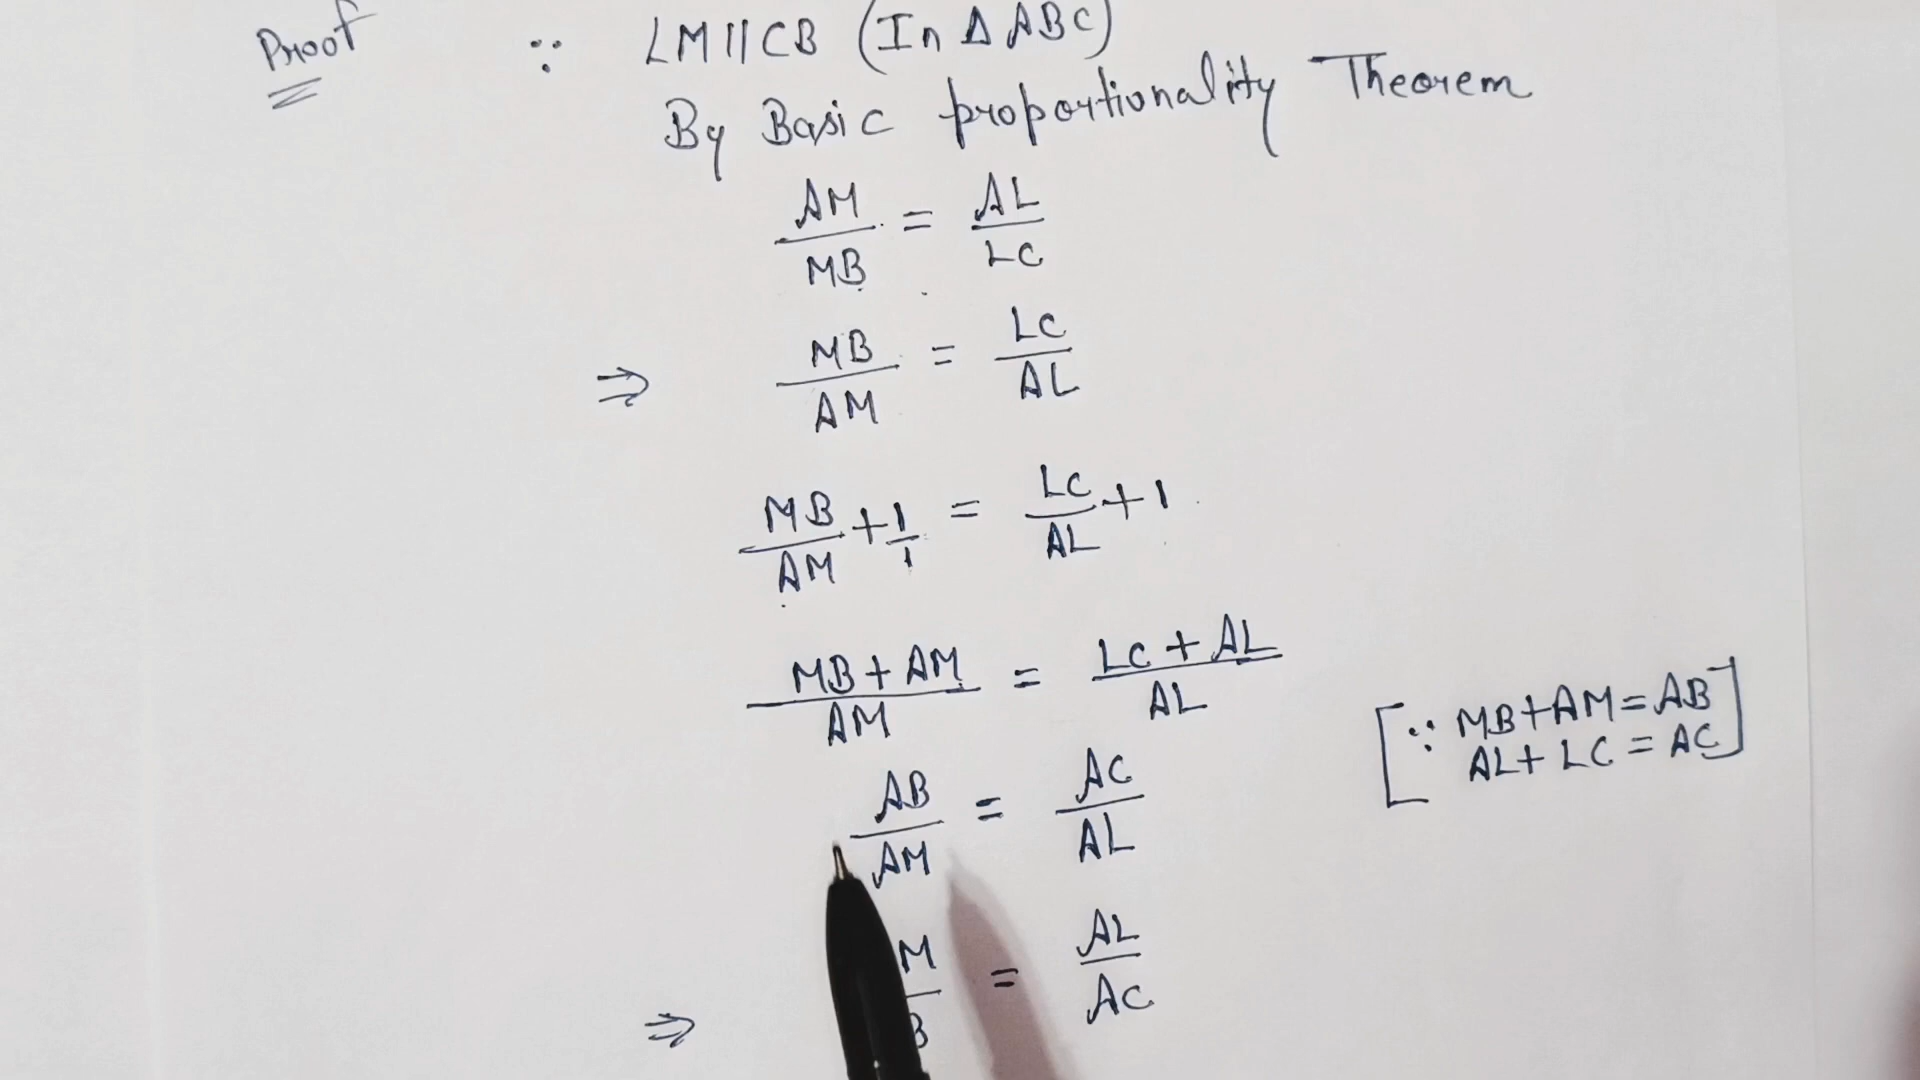 Proof ∵ LM||CB (In Δ ABC)
By Basic proportionality Theorem
AM/MB = AL/LC
⇒ MB/AM = LC/AL
MB/AM + 1/1 = LC/AL + 1
MB + AM/AM = LC + AL/AL
[∵ MB + AM = AB
AL + LC = AC]
AB/AM = AC/AL
⇒ M/B = AL/AC